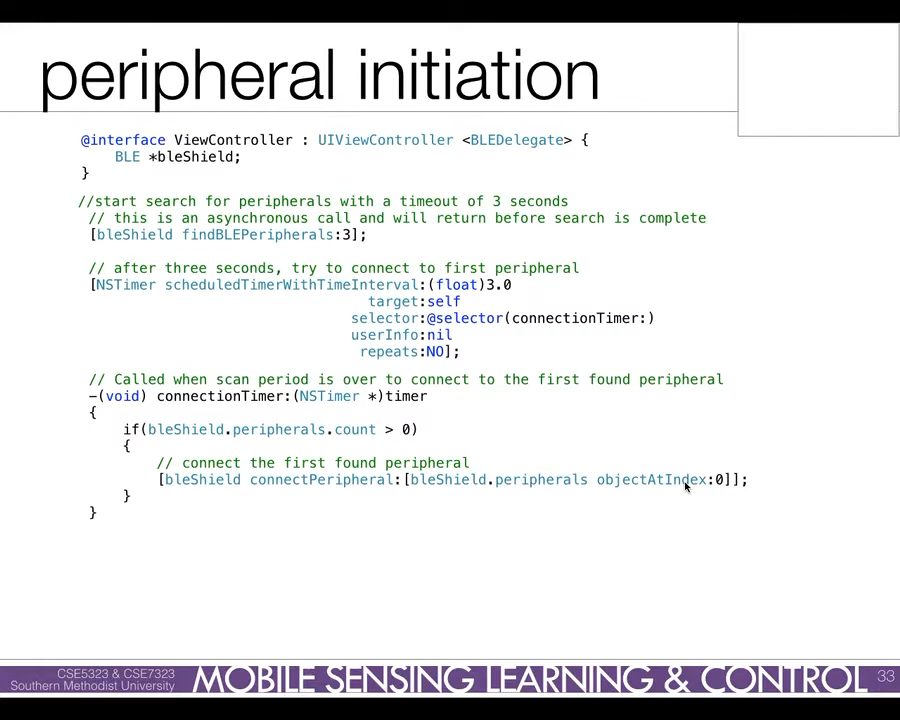 peripheral initiation
@interface ViewController : UIViewController <BLEDelegate> {
BLE *bleShield;
}
//start search for peripherals with a timeout of 3 seconds
// this is an asynchronous call and will return before search is complete
[bleShield findBLEPeripherals:3];
// after three seconds, try to connect to first peripheral
[NSTimer scheduledTimerWithTimeInterval:(float)3.0
target:self
selector:@selector(connectionTimer:)
userInfo:nil
repeats:NO];
// Called when scan period is over to connect to the first found peripheral
-(void) connectionTimer:(NSTimer *)timer
{
if(bleShield.peripherals.count > 0)
{
// connect the first found peripheral
[bleShield connectPeripheral:[bleShield.peripherals objectAtIndex:0]];
}
}
CSE5323 & CSE7323
Southern Methodist University
MOBILE SENSING LEARNING & CONTROL
33